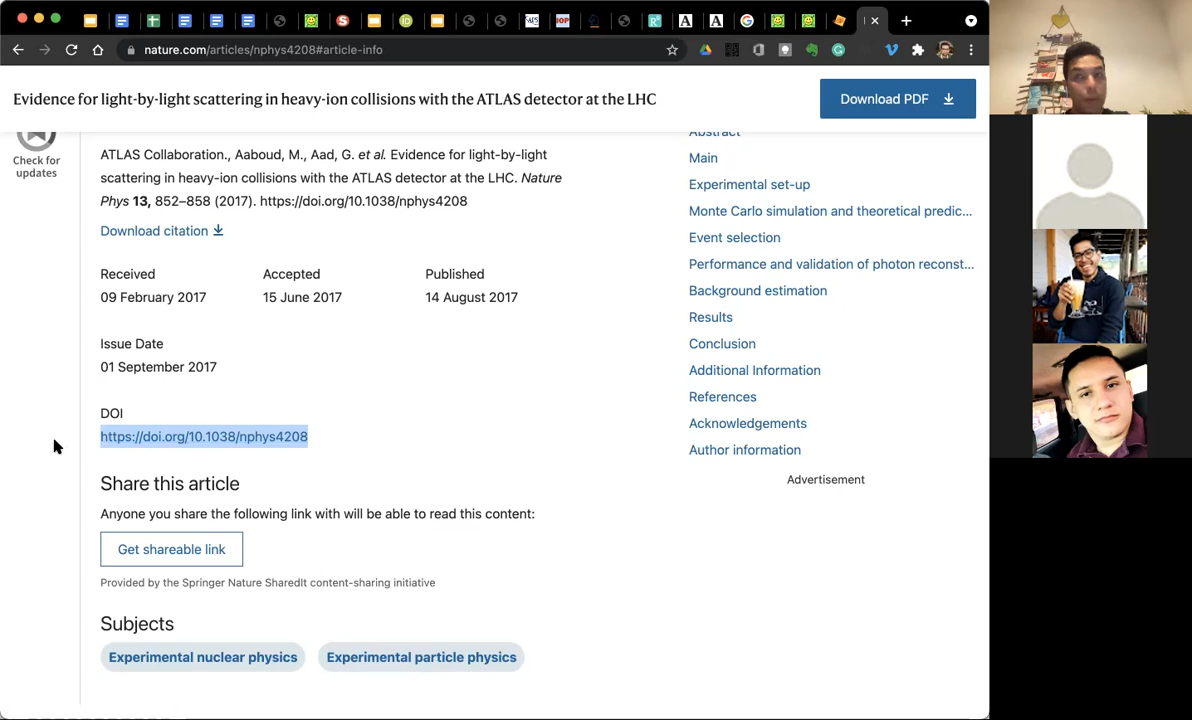 nature.com/articles/nphys4208#article-info
Evidence for light-by-light scattering in heavy-ion collisions with the ATLAS detector at the LHC
Download PDF
Check for
updates
ATLAS Collaboration., Aaboud, M., Aad, G. et al. Evidence for light-by-light
scattering in heavy-ion collisions with the ATLAS detector at the LHC. Nature
Phys 13, 852–858 (2017). https://doi.org/10.1038/nphys4208
Download citation
Received
Accepted
Published
09 February 2017
15 June 2017
14 August 2017
Issue Date
01 September 2017
DOI
https://doi.org/10.1038/nphys4208
Share this article
Anyone you share the following link with will be able to read this content:
Get shareable link
Provided by the Springer Nature SharedIt content-sharing initiative
Subjects
Experimental nuclear physics
Experimental particle physics
Abstract
Main
Experimental set-up
Monte Carlo simulation and theoretical predic...
Event selection
Performance and validation of photon reconst...
Background estimation
Results
Conclusion
Additional Information
References
Acknowledgements
Author information
Advertisement